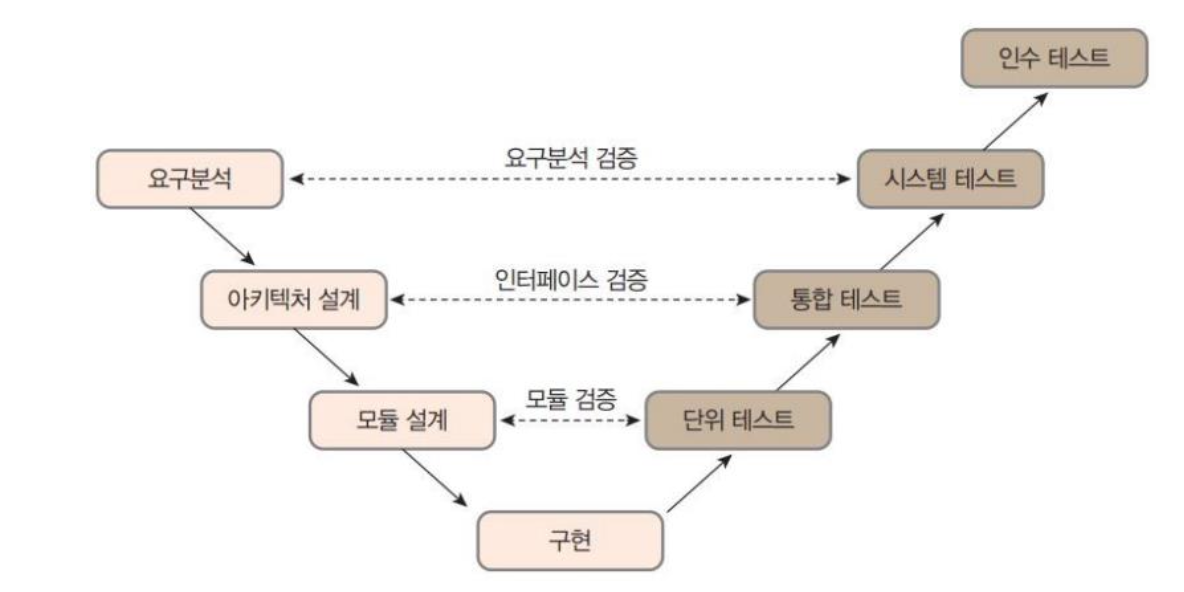 인수 테스트
요구분석 검증
요구분석
시스템 테스트
인터페이스 검증
아키텍처 설계
통합 테스트
모듈 검증
모듈 설계
단위 테스트
구현